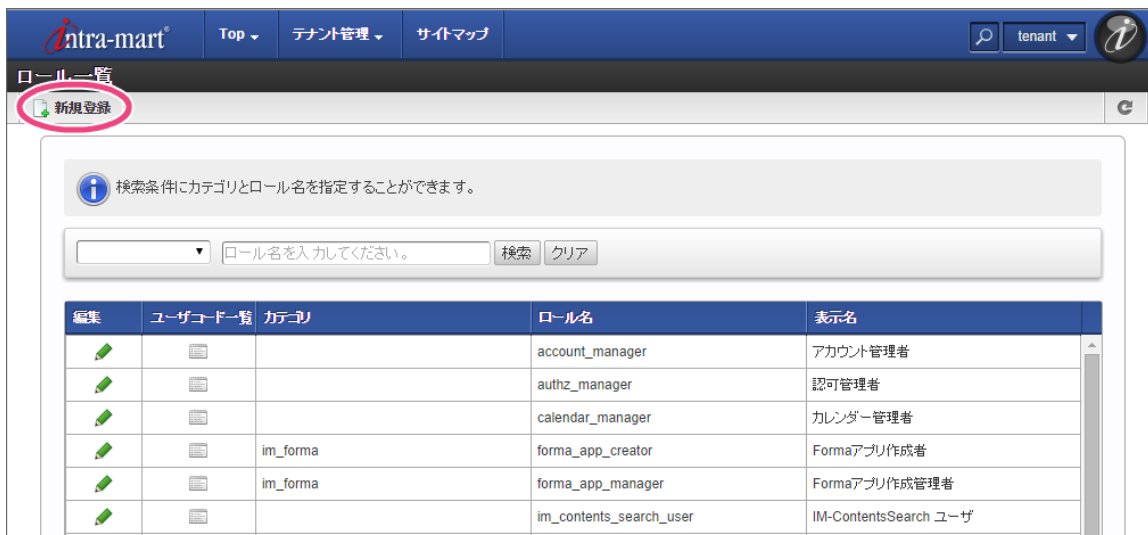 intra-mart® Top テナント管理 サイトマップ tenant
ロール一覧
新規登録
検索条件にカテゴリとロール名を指定することができます。
ロール名を入力してください。 検索 クリア
編集 ユーザコード一覧 カテゴリ ロール名 表示名
account_manager アカウント管理者
authz_manager 認可管理者
calendar_manager カレンダー管理者
im_forma forma_app_creator Formaアプリ作成者
im_forma forma_app_manager Formaアプリ作成管理者
im_contents_search_user IM-ContentsSearch ユーザ